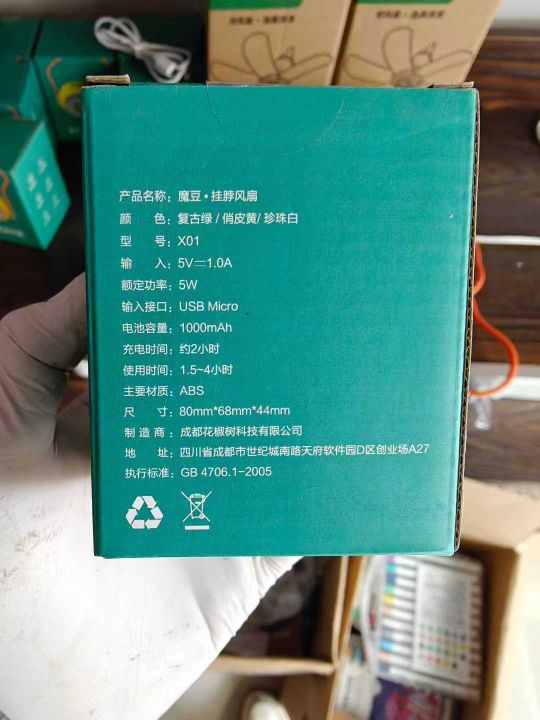 产品名称：魔豆·挂脖风扇
颜 色：复古绿 / 俏皮黄/ 珍珠白
型 号：X01
输 入：5V⎓1.0A
额定功率：5W
输入接口：USB Micro
电池容量：1000mAh
充电时间：约2小时
使用时间：1.5~4小时
主要材质：ABS
尺 寸：80mm*68mm*44mm
制 造 商：成都花椒树科技有限公司
地 址：四川省成都市世纪城南路天府软件园D区创业场A27
执行标准：GB 4706.1-2005